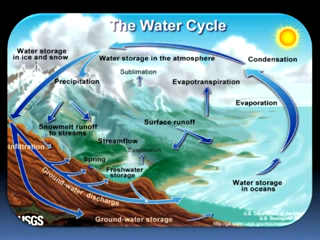 The Water Cycle
Water storage
in ice and snow
Water storage in the atmosphere
Condensation
Sublimation
Precipitation
Evapotranspiration
Evaporation
Snowmelt runoff
to streams
Surface runoff
Streamflow
Evaporation
Infiltration
Spring
Freshwater
storage
Ground-water discharge
Water storage
in oceans
Ground-water storage
USGS